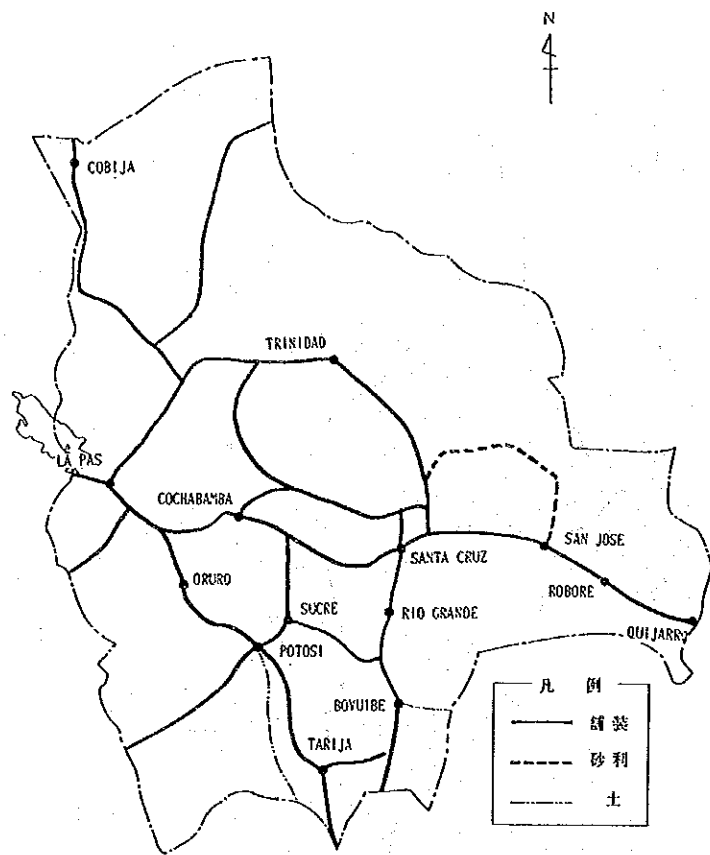 N
COBIJA
TRINIDAD
LA PAS
COCHABAMBA
SANTA CRUZ
SAN JOSE
ORURO
ROBORE
SUCRE
RIO GRANDE
QUIJARRO
POTOSI
BOYUIBE
TARIJA
凡 例
舗装
砂利
土